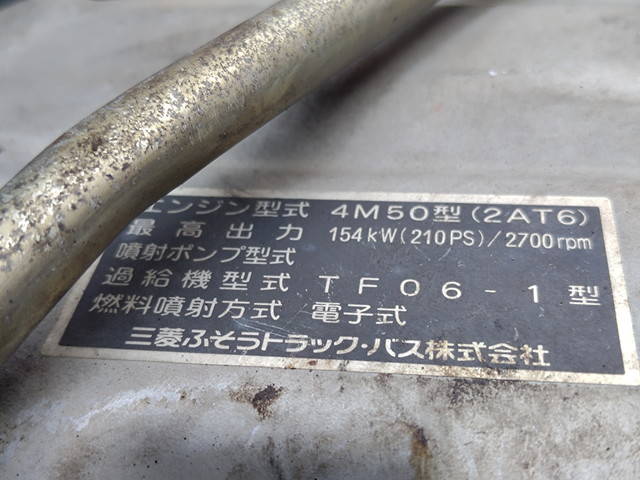 エンジン型式 4M50型(2AT6)
最高出力 154kW(210PS)/2700rpm
噴射ポンプ型式
過給機型式 TF06-1型
燃料噴射方式 電子式
三菱ふそうトラック・バス株式会社